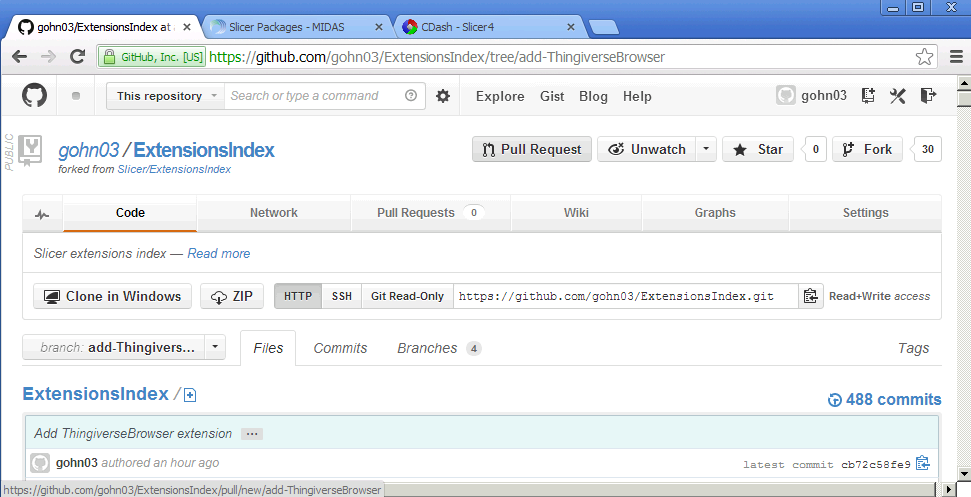 gohn03/ExtensionsIndex at
Slicer Packages - MIDAS
CDash - Slicer4
GitHub, Inc. [US] https://github.com/gohn03/ExtensionsIndex/tree/add-ThingiverseBrowser
This repository Search or type a command Explore Gist Blog Help gohn03
PUBLIC
gohn03 / ExtensionsIndex Pull Request Unwatch Star 0 Fork 30
forked from Slicer/ExtensionsIndex
Code Network Pull Requests 0 Wiki Graphs Settings
Slicer extensions index — Read more
Clone in Windows ZIP HTTP SSH Git Read-Only https://github.com/gohn03/ExtensionsIndex.git Read+Write access
branch: add-Thingivers... Files Commits Branches 4 Tags
ExtensionsIndex / 488 commits
Add ThingiverseBrowser extension ...
gohn03 authored an hour ago latest commit cb72c58fe9
https://github.com/gohn03/ExtensionsIndex/pull/new/add-ThingiverseBrowser